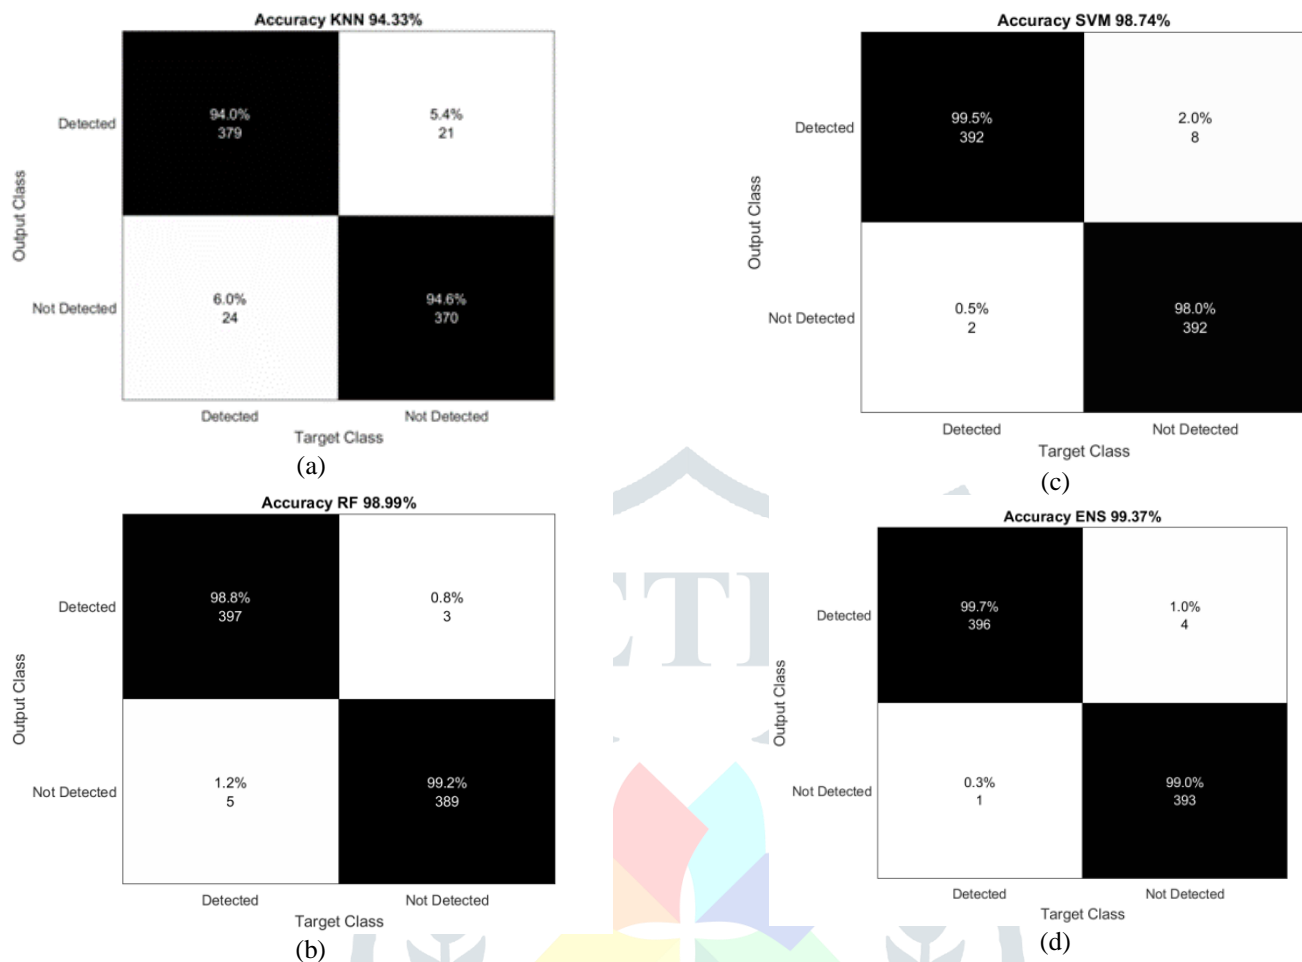 Accuracy KNN 94.33%
Output Class
Detected
94.0%
379
5.4%
21
Not Detected
6.0%
24
94.6%
370
Detected
Not Detected
Target Class
(a)
Accuracy SVM 98.74%
Output Class
Detected
99.5%
392
2.0%
8
Not Detected
0.5%
2
98.0%
392
Detected
Not Detected
Target Class
(c)
Accuracy RF 98.99%
Output Class
Detected
98.8%
397
0.8%
3
Not Detected
1.2%
5
99.2%
389
Detected
Not Detected
Target Class
(b)
Accuracy ENS 99.37%
Output Class
Detected
99.7%
396
1.0%
4
Not Detected
0.3%
1
99.0%
393
Detected
Not Detected
Target Class
(d)